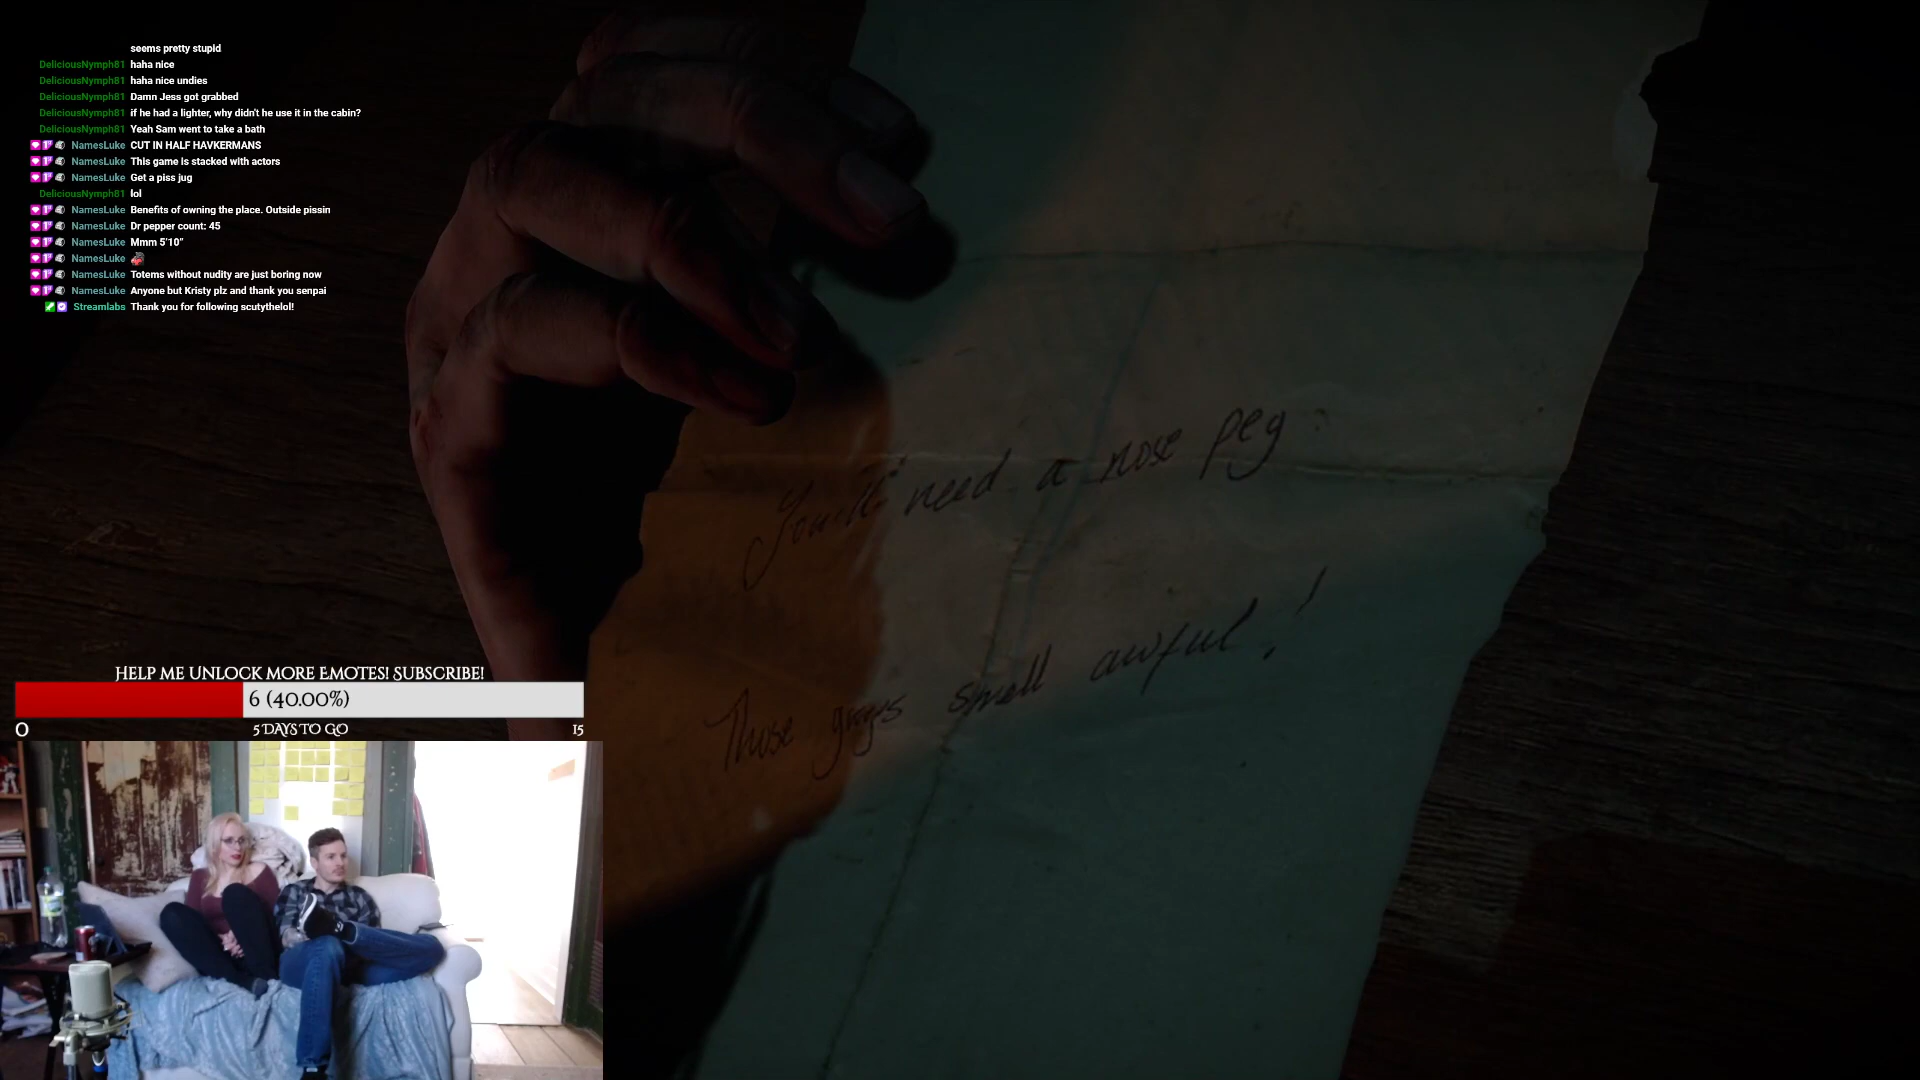 seems pretty stupid
DeliciousNymph81 haha nice
DeliciousNymph81 haha nice undies
DeliciousNymph81 Damn Jess got grabbed
DeliciousNymph81 if he had a lighter, why didn't he use it in the cabin?
DeliciousNymph81 Yeah Sam went to take a bath
NamesLuke CUT IN HALF HAVKERMANS
NamesLuke This game is stacked with actors
NamesLuke Get a piss jug
DeliciousNymph81 lol
NamesLuke Benefits of owning the place. Outside pissin
NamesLuke Dr pepper count: 45
NamesLuke Mmm 5'10"
NamesLuke
NamesLuke Totems without nudity are just boring now
NamesLuke Anyone but Kristy plz and thank you senpai
Streamlabs Thank you for following scutythelol!
You'll need a nose peg
Those guys smell awful!
HELP ME UNLOCK MORE EMOTES! SUBSCRIBE!
6 (40.00%)
0 5 DAYS TO GO 15